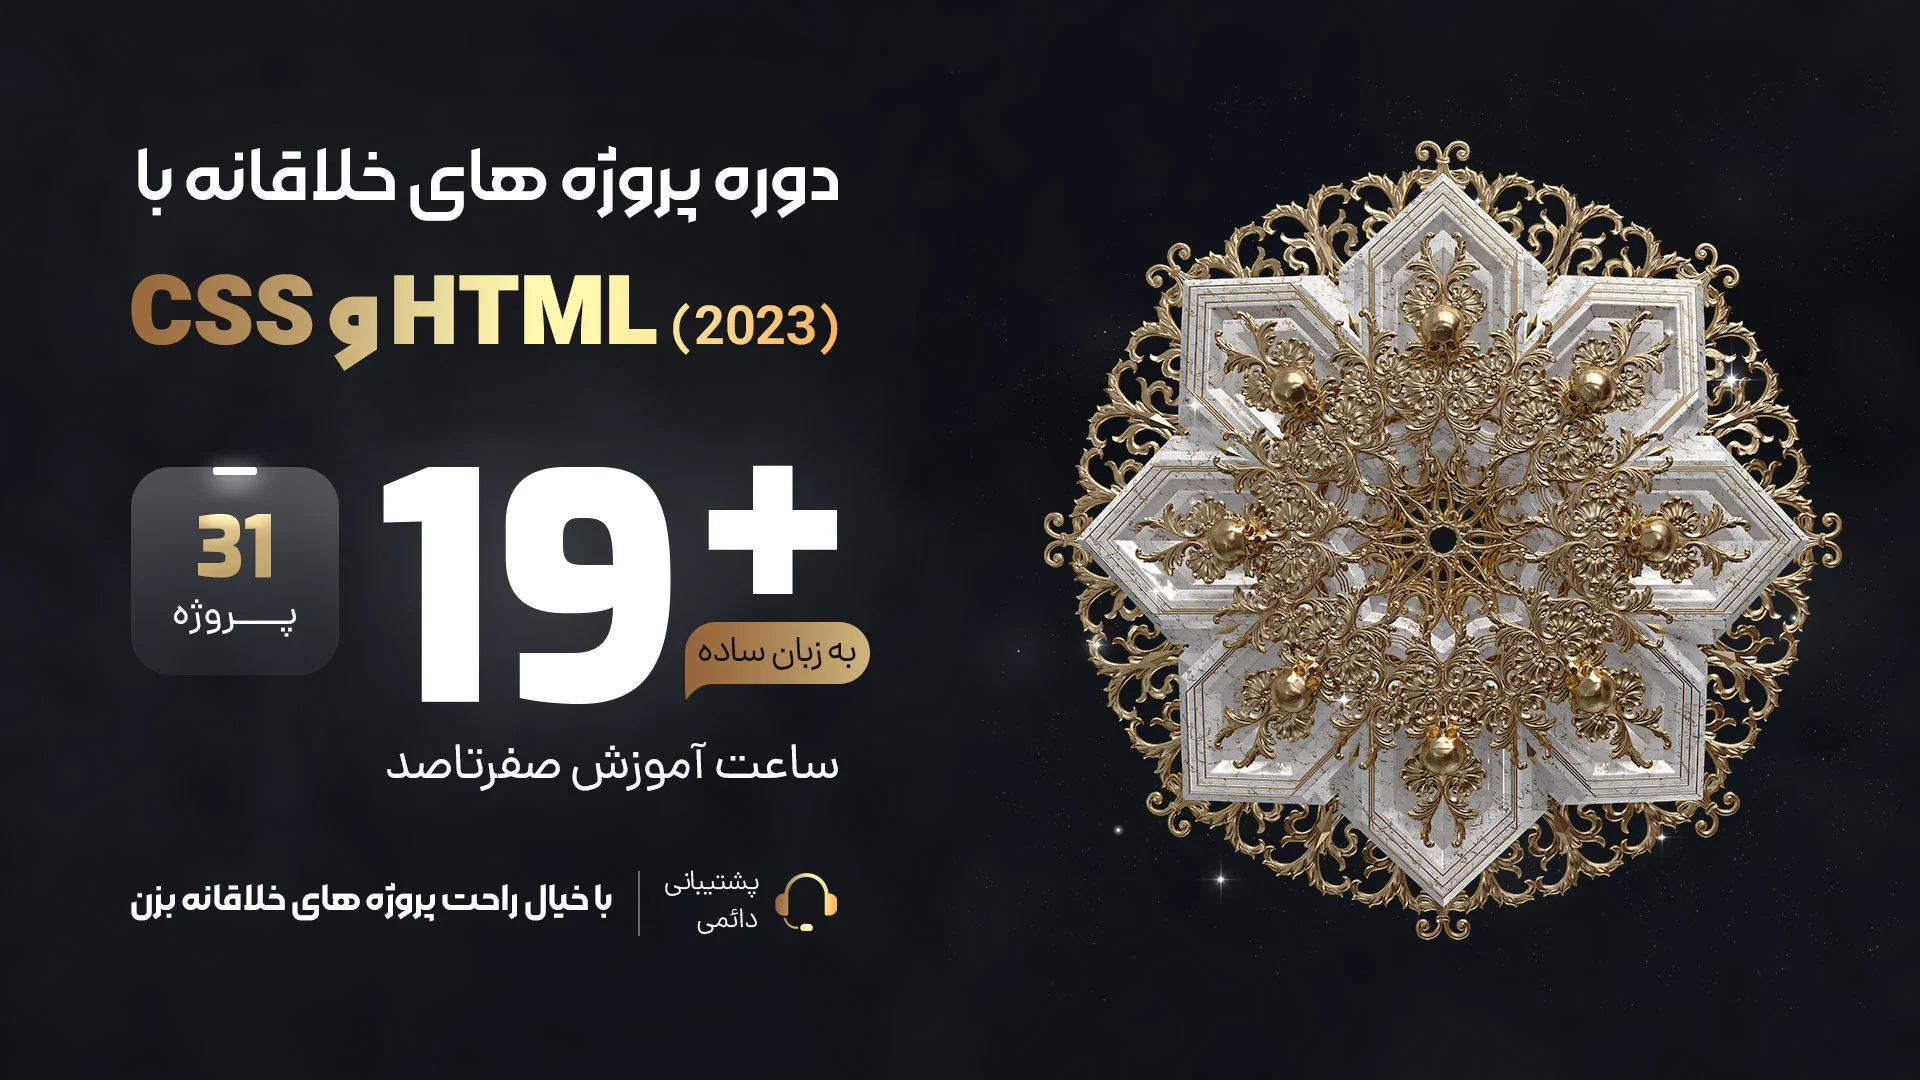 دوره پروژه های خلاقانه با
HTML و CSS (2023)
19+
به زبان ساده
ساعت آموزش صفرتاصد
31
پـــروژه
پشتیبانی
دائمی
با خیال راحت پروژه های خلاقانه بزن